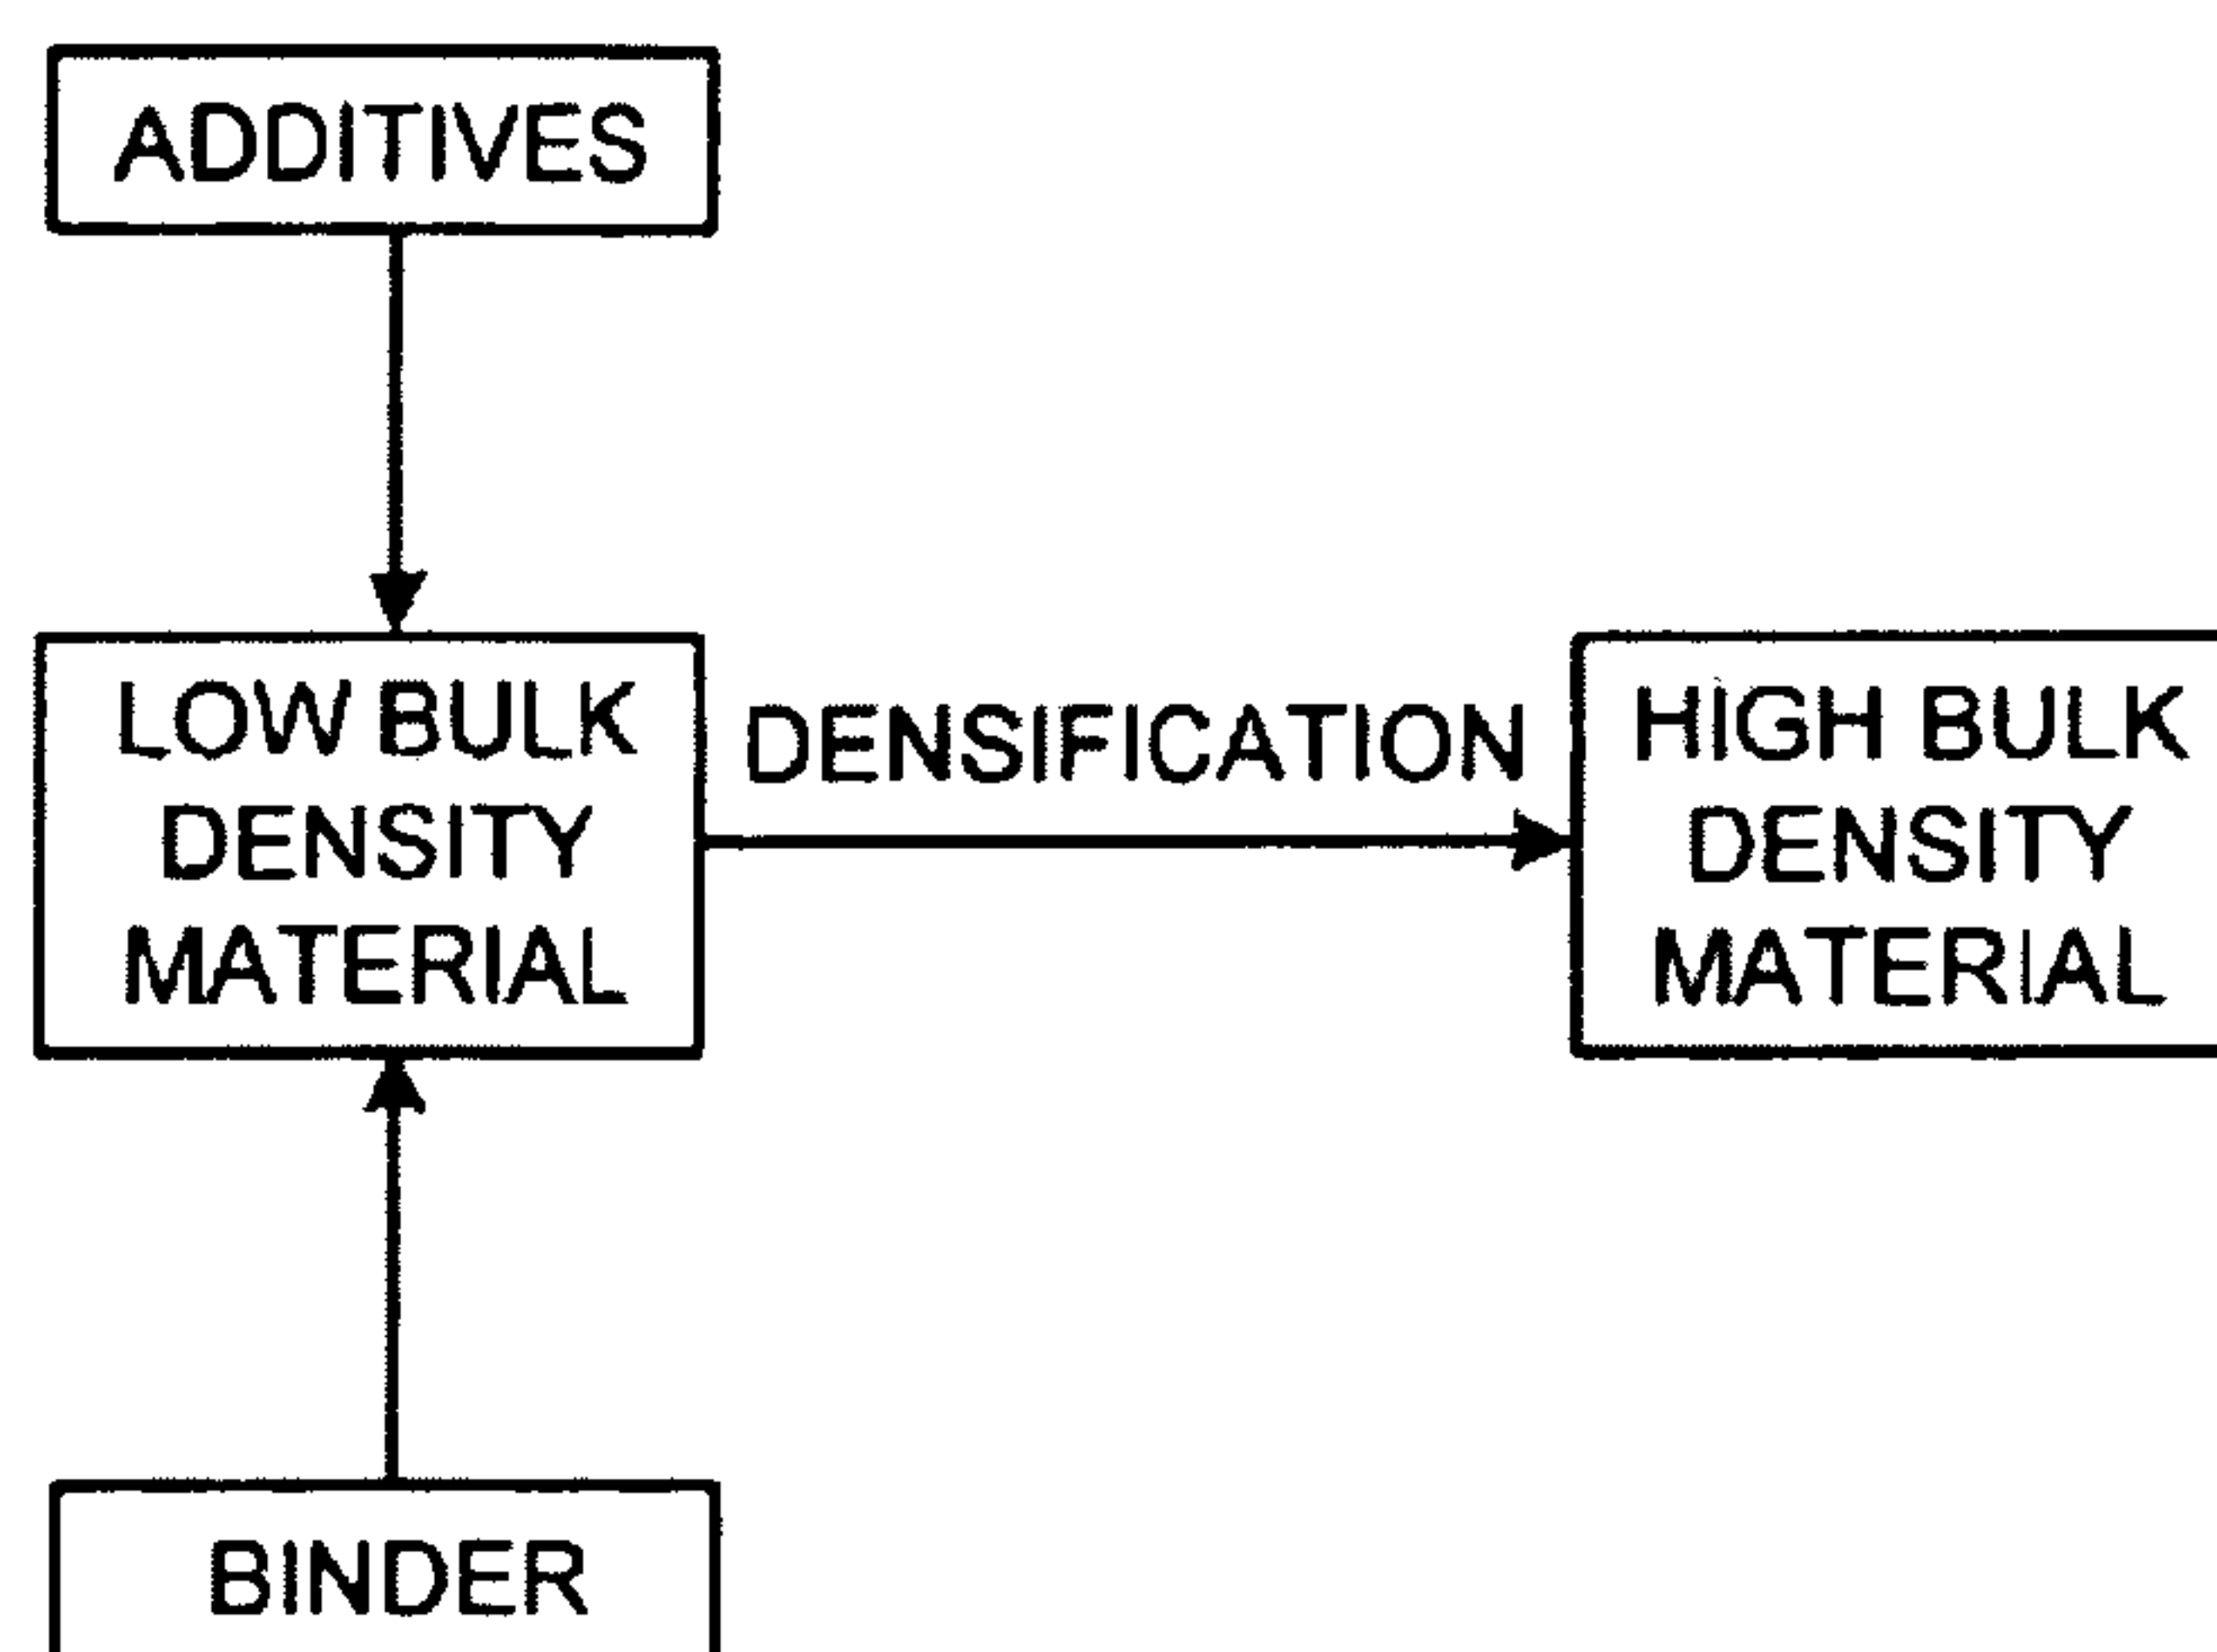 ADDITIVES
LOW BULK
DENSITY
MATERIAL
DENSIFICATION
HIGH BULK
DENSITY
MATERIAL
BINDER